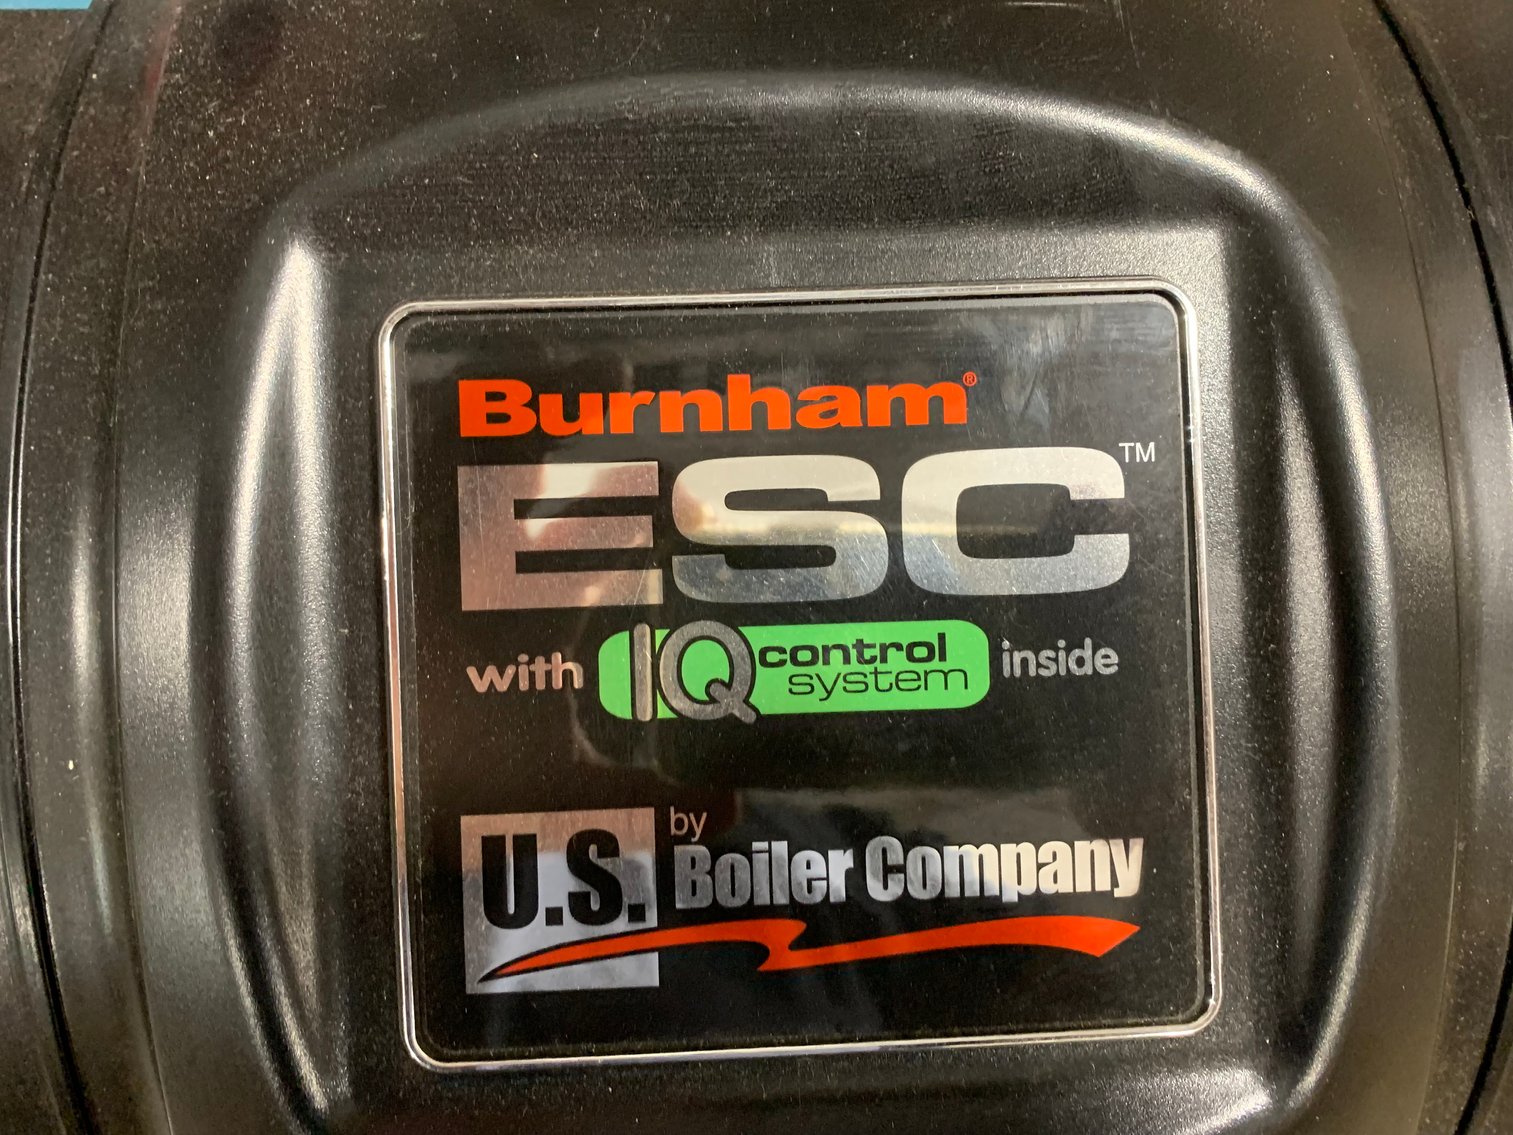 Burnham®
ESC™
with IQ control system inside
by
U.S. Boiler Company